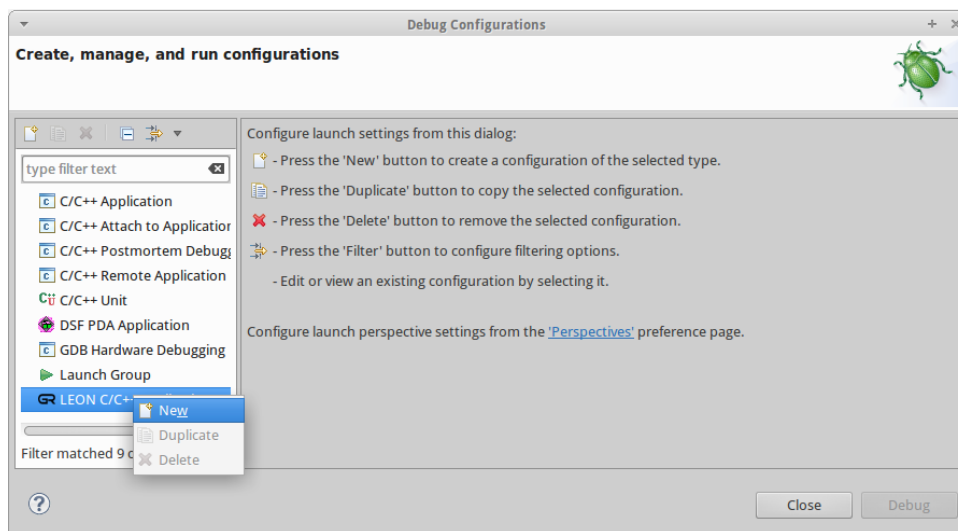 Debug Configurations
Create, manage, and run configurations
type filter text
C/C++ Application
C/C++ Attach to Application
C/C++ Postmortem Debugg
C/C++ Remote Application
C/C++ Unit
DSF PDA Application
GDB Hardware Debugging
Launch Group
LEON C/C+
New
Duplicate
Delete
Filter matched 9
Configure launch settings from this dialog:
- Press the 'New' button to create a configuration of the selected type.
- Press the 'Duplicate' button to copy the selected configuration.
- Press the 'Delete' button to remove the selected configuration.
- Press the 'Filter' button to configure filtering options.
- Edit or view an existing configuration by selecting it.
Configure launch perspective settings from the 'Perspectives' preference page.
Close
Debug